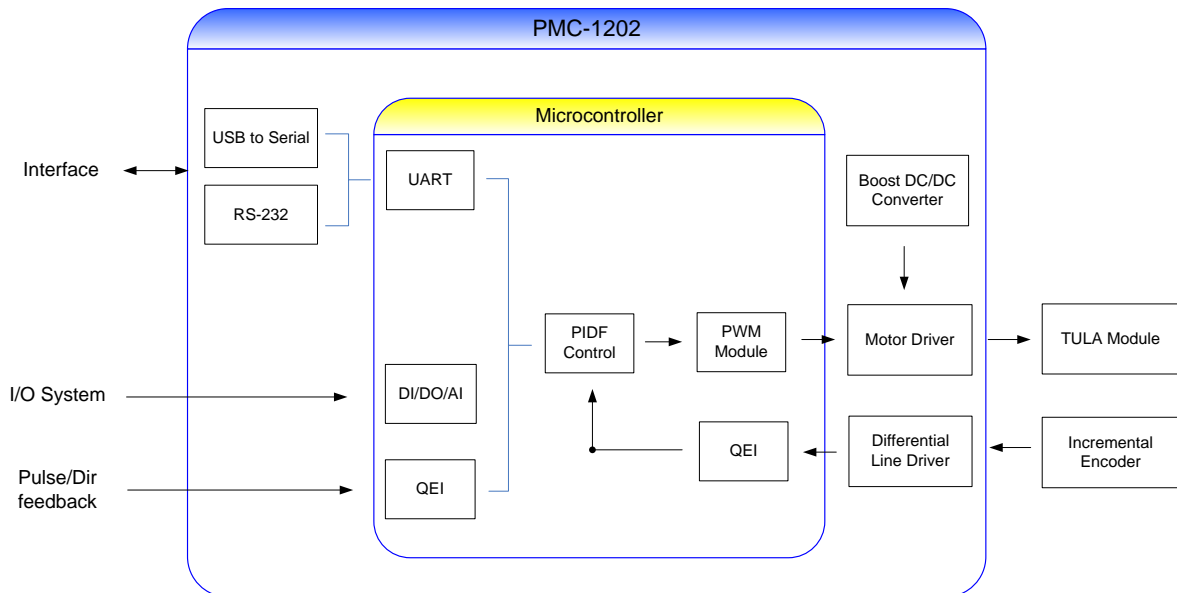 PMC-1202
Microcontroller
USB to Serial
Interface
UART
RS-232
Boost DC/DC
Converter
PIDF
Control
PWM
Module
Motor Driver
TULA Module
I/O System
DI/DO/AI
Pulse/Dir
feedback
QEI
QEI
Differential
Line Driver
Incremental
Encoder